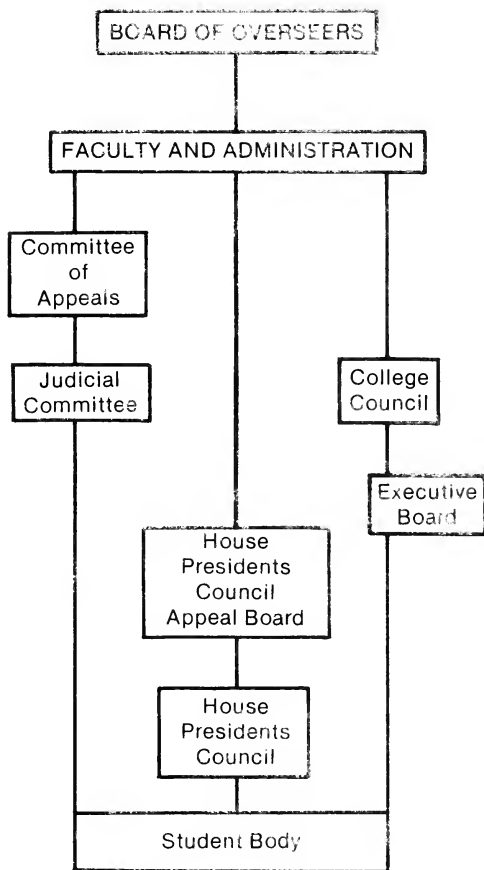 BOARD OF OVERSEERS
FACULTY AND ADMINISTRATION
Committee
of
Appeals
Judicial
Committee
College
Council
Executive
Board
House
Presidents
Council
Appeal Board
House
Presidents
Council
Student Body